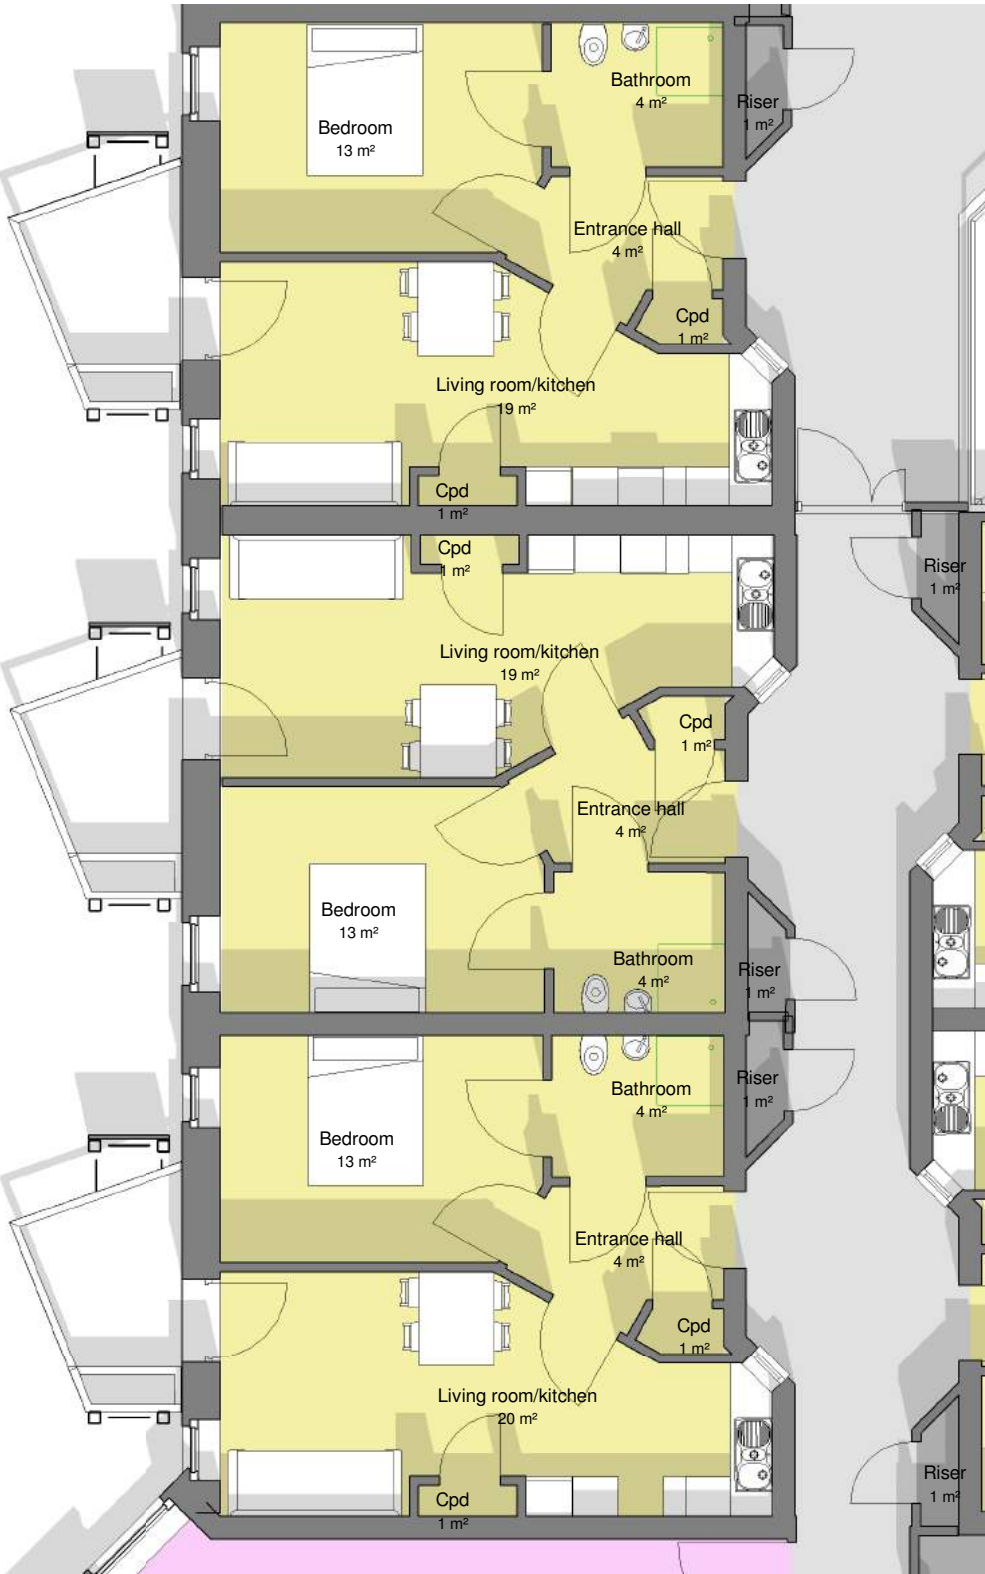 Bathroom
4 m²
Riser
1 m²
Bedroom
13 m²
Entrance hall
4 m²
Cpd
1 m²
Living room/kitchen
19 m²
Cpd
1 m²
Cpd
1 m²
Riser
1 m²
Living room/kitchen
19 m²
Cpd
1 m²
Entrance hall
4 m²
Bedroom
13 m²
Bathroom
4 m²
Riser
1 m²
Riser
1 m²
Bathroom
4 m²
Bedroom
13 m²
Entrance hall
4 m²
Cpd
1 m²
Living room/kitchen
20 m²
Cpd
1 m²
Riser
1 m²